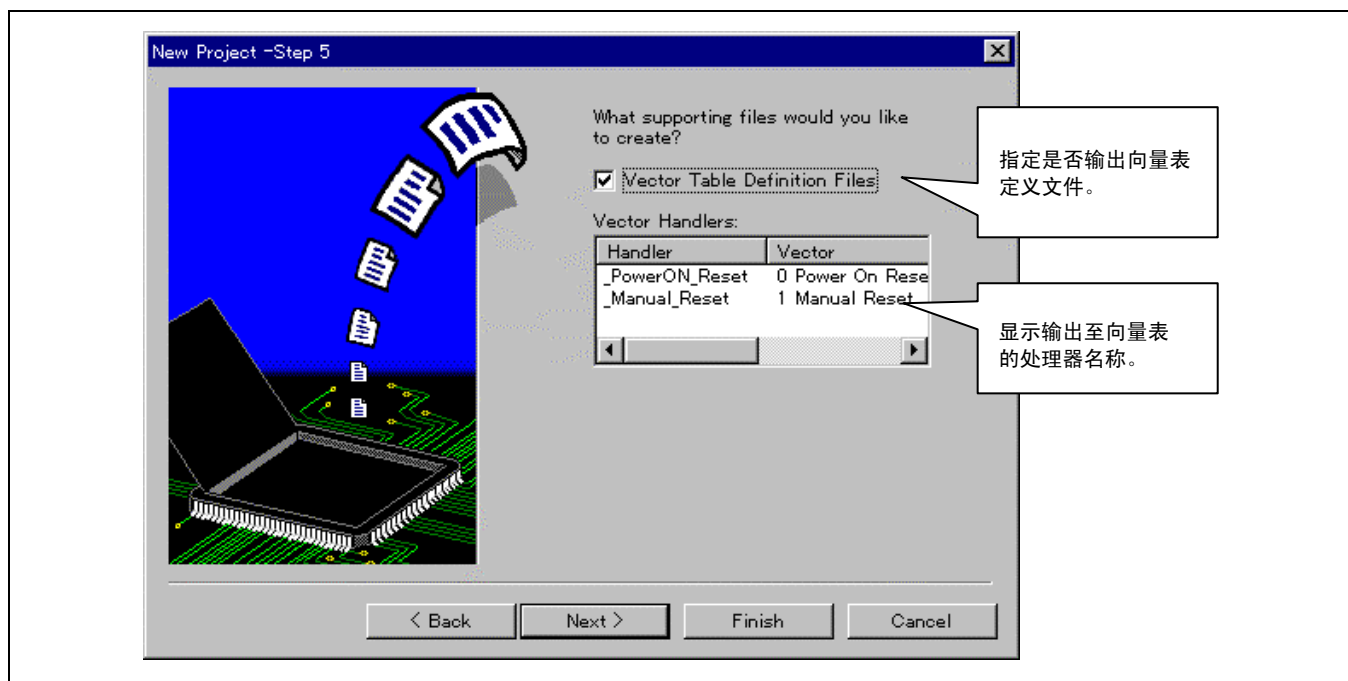 New Project -Step 5
What supporting files would you like
to create?
Vector Table Definition Files
指定是否输出向量表
定义文件。
Vector Handlers:
Handler Vector
_PowerON_Reset 0 Power On Rese
_Manual_Reset 1 Manual Reset
显示输出至向量表
的处理器名称。
< Back Next > Finish Cancel